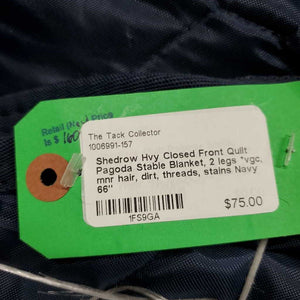 Retail (New) Price
is $ 160
The Tack Collector
1006991-157
Shedrow Hvy Closed Front Quilt
Pagoda Stable Blanket, 2 legs *vgc,
mnr hair, dirt, threads, stains Navy
66"
$75.00
1FS9GA